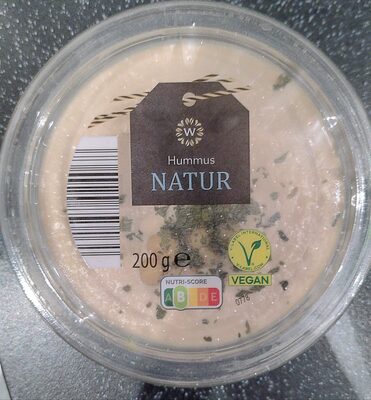 W
Hummus
NATUR
200 g e
NUTRI-SCORE
A B C D E
VEGAN